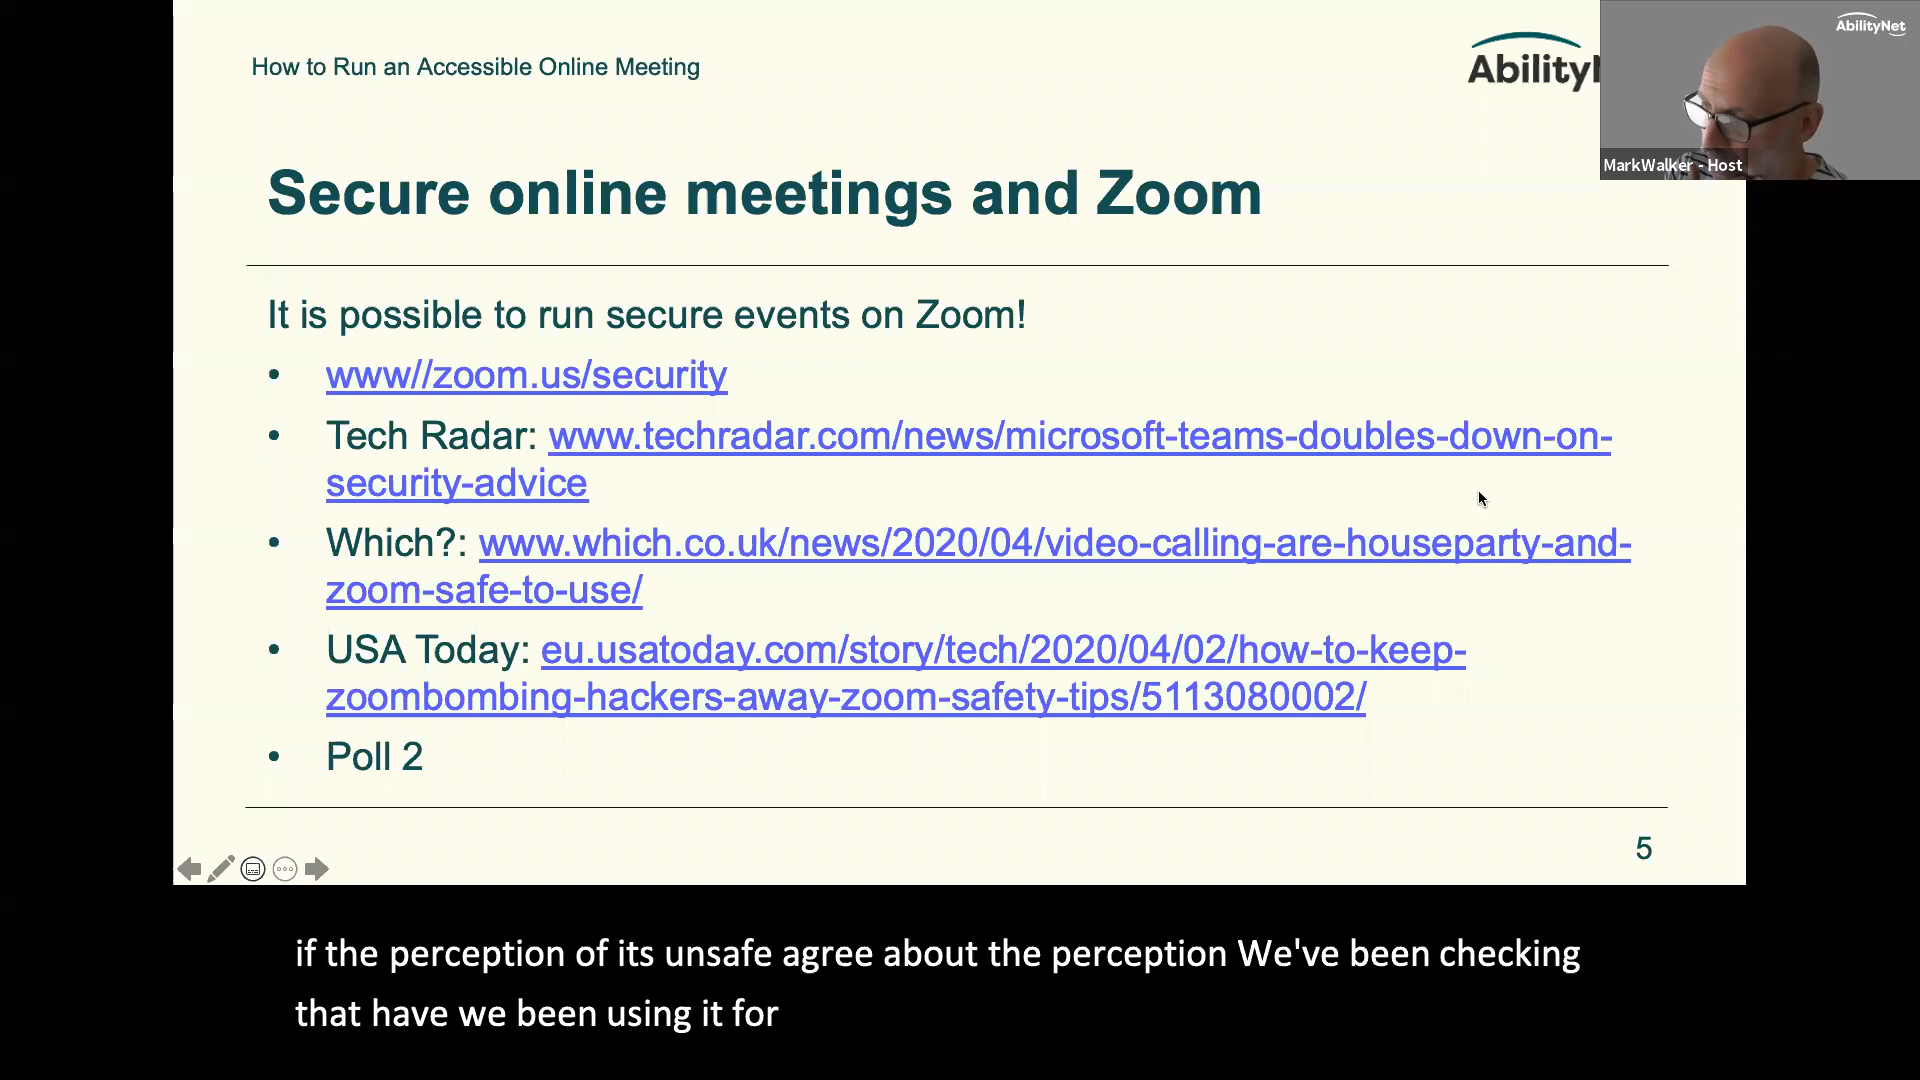 How to Run an Accessible Online Meeting
Ability
AbilityNet
MarkWalker - Host
Secure online meetings and Zoom
It is possible to run secure events on Zoom!
• www//zoom.us/security
• Tech Radar: www.techradar.com/news/microsoft-teams-doubles-down-on-
security-advice
• Which?: www.which.co.uk/news/2020/04/video-calling-are-houseparty-and-
zoom-safe-to-use/
• USA Today: eu.usatoday.com/story/tech/2020/04/02/how-to-keep-
zoombombing-hackers-away-zoom-safety-tips/5113080002/
• Poll 2
5
if the perception of its unsafe agree about the perception We've been checking
that have we been using it for